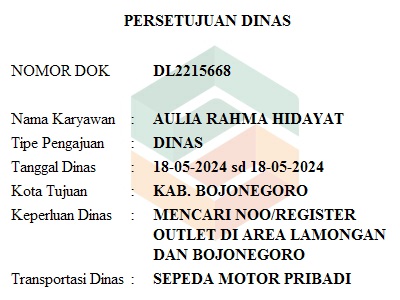 PERSETUJUAN DINAS
NOMOR DOK DL2215668
Nama Karyawan : AULIA RAHMA HIDAYAT
Tipe Pengajuan : DINAS
Tanggal Dinas : 18-05-2024 sd 18-05-2024
Kota Tujuan : KAB. BOJONEGORO
Keperluan Dinas : MENCARI NOO/REGISTER
OUTLET DI AREA LAMONGAN
DAN BOJONEGORO
Transportasi Dinas : SEPEDA MOTOR PRIBADI